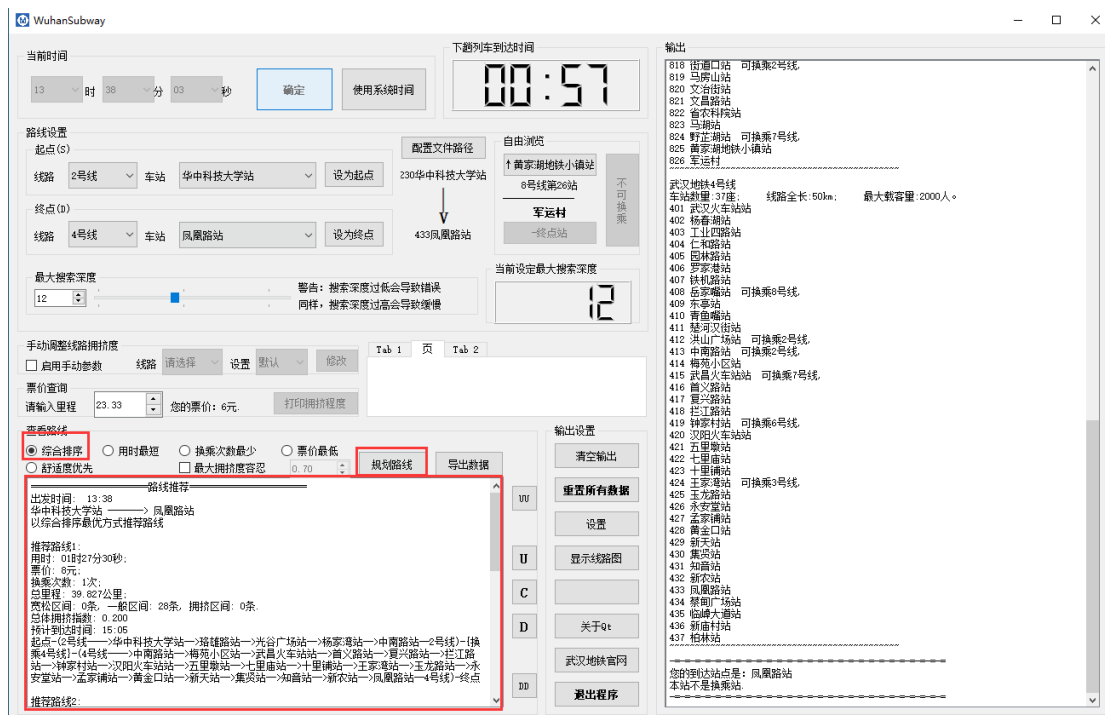 WuhanSubway
当前时间
13 时 38 分 03 秒
确定
使用系统时间
下趟列车到达时间
00:57
路线设置
起点(S)
线路 2号线 车站 华中科技大学站 设为起点
终点(D)
线路 4号线 车站 凤凰路站 设为终点
配置文件路径
230华中科技大学站
433凤凰路站
自由浏览
↑黄家湖地铁小镇站
8号线第26站
军运村
-终点站
不可换乘
最大搜索深度
12
警告: 搜索深度过低会导致错误
同样, 搜索深度过高会导致缓慢
当前设定最大搜索深度
12
手动调整线路拥挤度
启用手动参数 线路 请选择 设置 默认 修改
票价查询
请输入里程 23.33 您的票价: 6元. 打印拥挤程度
Tab 1 页 Tab 2
查看路线
综合排序 用时最短 换乘次数最少 票价最低
舒适度优先 最大拥挤度容忍 0.70
规划路线
导出数据
路线推荐
出发时间: 13:38
华中科技大学站 ———> 凤凰路站
以综合排序最优方式推荐路线
推荐路线1:
用时: 01时27分30秒;
票价: 8元;
换乘次数: 1次;
总里程: 39.827公里;
宽松区间: 0条, 一般区间: 28条, 拥挤区间: 0条.
总体拥挤指数: 0.200
预计到达时间: 15:05
起点-(2号线——>华中科技大学站—>珞雄路站—>光谷广场站—>杨家湾站—>中南路站—2号线)-[换
乘4号线]-(4号线——>中南路站—>梅苑小区站—>武昌火车站站—>首义路站—>复兴路站—>拦江路
站—>钟家村站—>汉阳火车站站—>五里墩站—>七里庙站—>十里铺站—>王家湾站—>玉龙路站—>永
安堂站—>孟家铺站—>黄金口站—>新天站—>集贤站—>知音站—>新农站—>凤凰路站—4号线)-终点
推荐路线2:
UU
U
C
D
DD
输出设置
清空输出
重置所有数据
设置
显示线路图
关于Qt
武汉地铁官网
退出程序
输出
818 街道口站 可换乘2号线,
819 马房山站
820 文治街站
821 文昌路站
822 省农科院站
823 马湖站
824 野芷湖站 可换乘7号线,
825 黄家湖地铁小镇站
826 军运村
~~~~~~~~~~~~~~~~~~~~~~~~~~~~~~~~~~~~~~
武汉地铁4号线
车站数量:37座; 线路全长:50km; 最大载客量:2000人。
401 武汉火车站站
402 杨春湖站
403 工业四路站
404 仁和路站
405 园林路站
406 罗家港站
407 铁机路站
408 岳家嘴站 可换乘8号线,
409 东亭站
410 青鱼嘴站
411 楚河汉街站
412 洪山广场站 可换乘2号线,
413 中南路站 可换乘2号线,
414 梅苑小区站
415 武昌火车站站 可换乘7号线,
416 首义路站
417 复兴路站
418 拦江路站
419 钟家村站 可换乘6号线,
420 汉阳火车站站
421 五里墩站
422 七里庙站
423 十里铺站
424 王家湾站 可换乘3号线,
425 玉龙路站
426 永安堂站
427 孟家铺站
428 黄金口站
429 新天站
430 集贤站
431 知音站
432 新农站
433 凤凰路站
434 蔡甸广场站
435 临嶂大道站
436 新庙村站
437 柏林站
~~~~~~~~~~~~~~~~~~~~~~~~~~~~~~~~~~~~~~
-=-=-=-=-=-=-=-=-=-=-=-=-=-=-=-=-=-=-=
您的到达站点是: 凤凰路站
本站不是换乘站.
-=-=-=-=-=-=-=-=-=-=-=-=-=-=-=-=-=-=-=